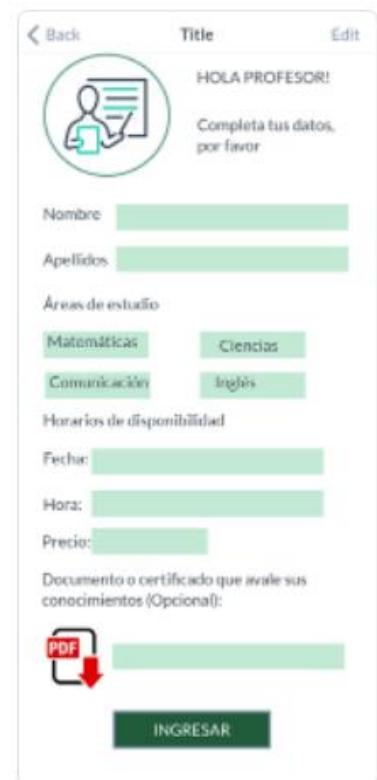 Back Title Edit
HOLA PROFESOR!
Completa tus datos,
por favor
Nombre
Apellidos
Áreas de estudio
Matemáticas Ciencias
Comunicación Inglés
Horarios de disponibilidad
Fecha:
Hora:
Precio:
Documento o certificado que avale sus
conocimientos (Opcional):
PDF
INGRESAR